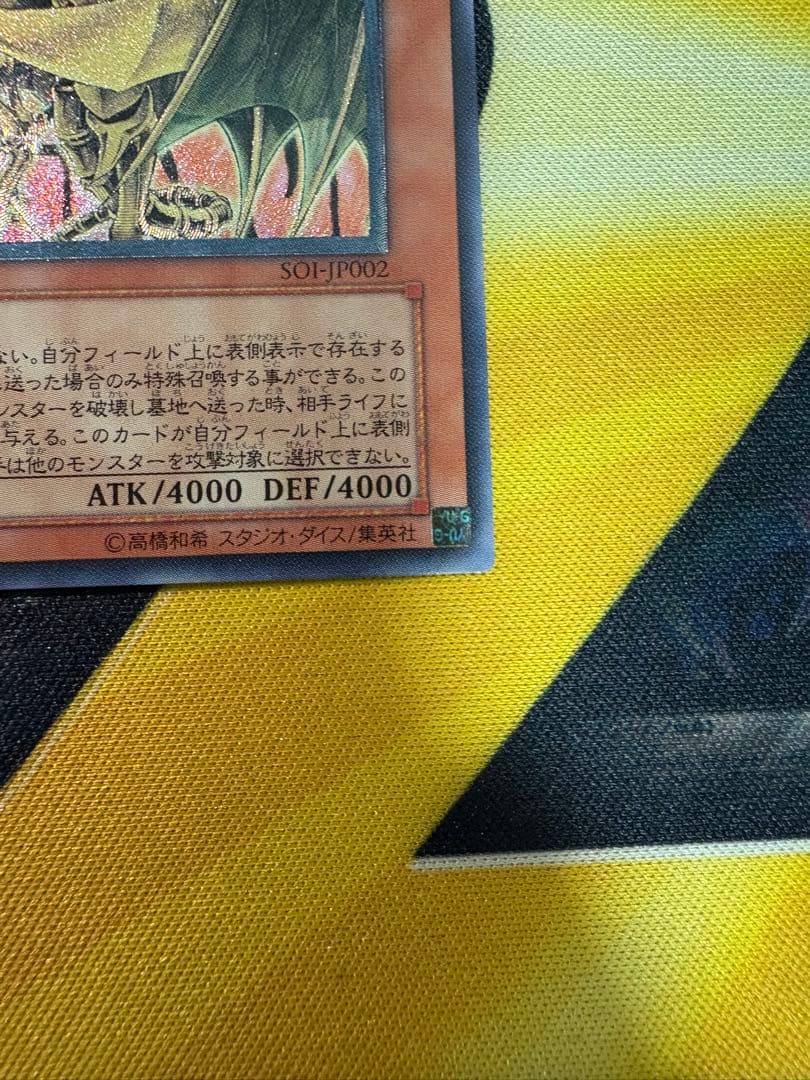 SOI-JP002
ない。自分フィールド上に表側表示で存在する
送った場合のみ特殊召喚する事ができる。この
ンスターを破壊し墓地へ送った時、相手ライフに
与える。このカードが自分フィールド上に表側
は他のモンスターを攻撃対象に選択できない。
ATK/4000 DEF/4000
©高橋和希 スタジオ・ダイス/集英社